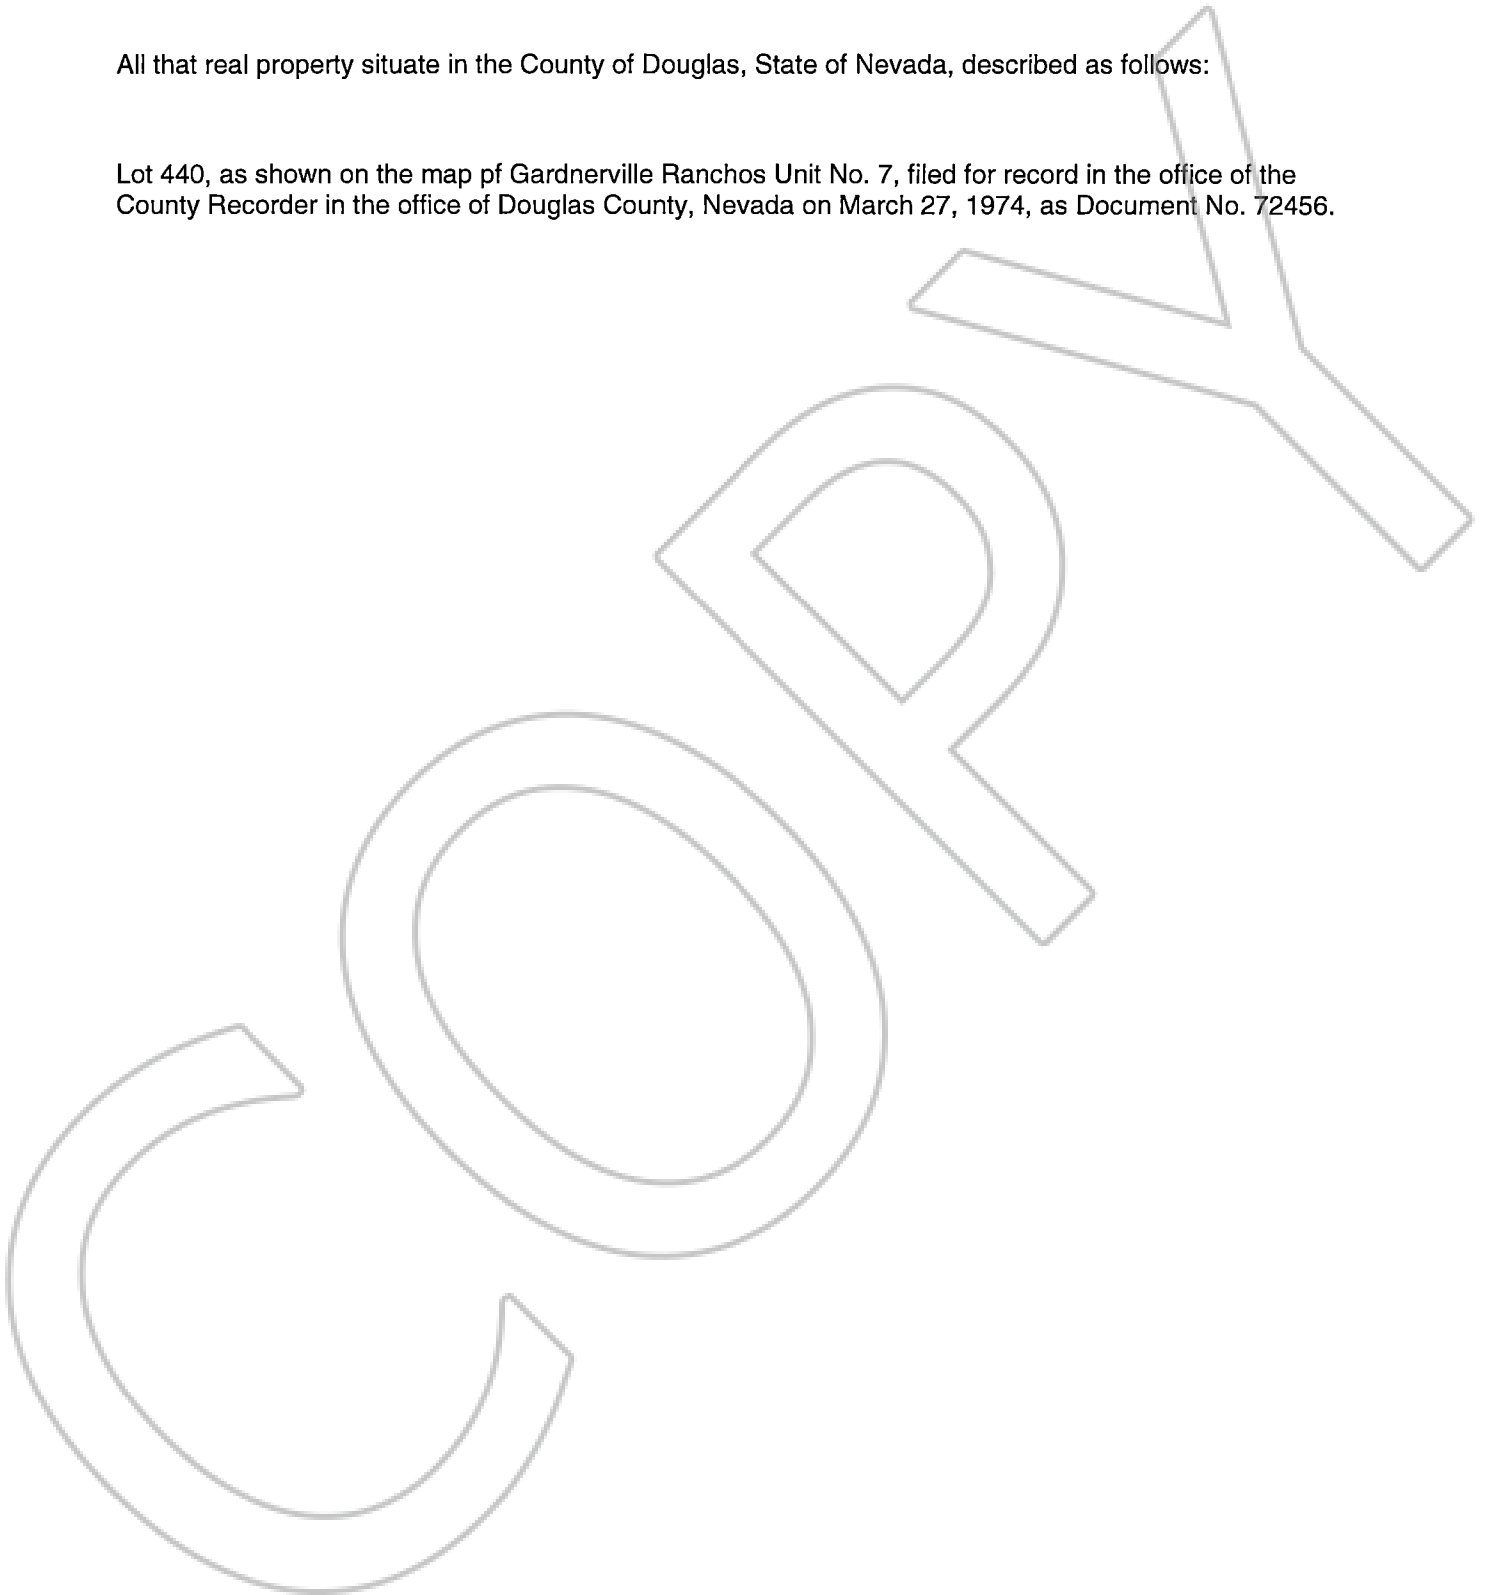 All that real property situate in the County of Douglas, State of Nevada, described as follows:
Lot 440, as shown on the map pf Gardnerville Ranchos Unit No. 7, filed for record in the office of the
County Recorder in the office of Douglas County, Nevada on March 27, 1974, as Document No. 72456.
COPY